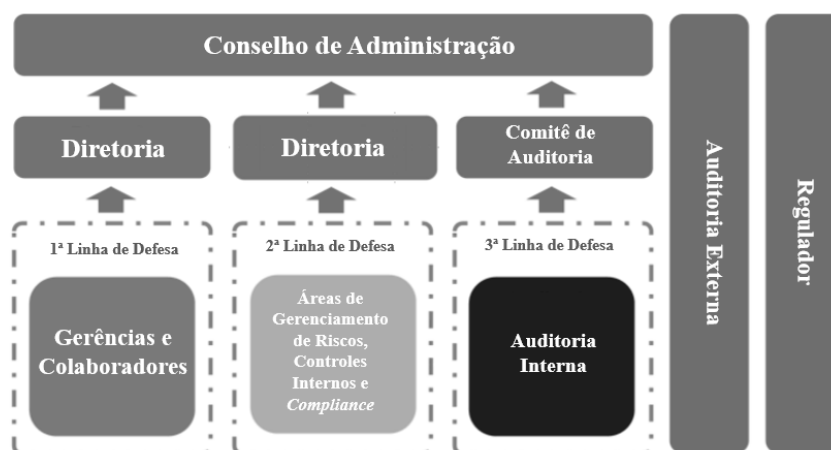 Conselho de Administração
Diretoria
Diretoria
Comitê de
Auditoria
1ª Linha de Defesa
Gerências e
Colaboradores
2ª Linha de Defesa
Áreas de
Gerenciamento
de Riscos,
Controles
Internos e
Compliance
3ª Linha de Defesa
Auditoria
Interna
Auditoria Externa
Regulador